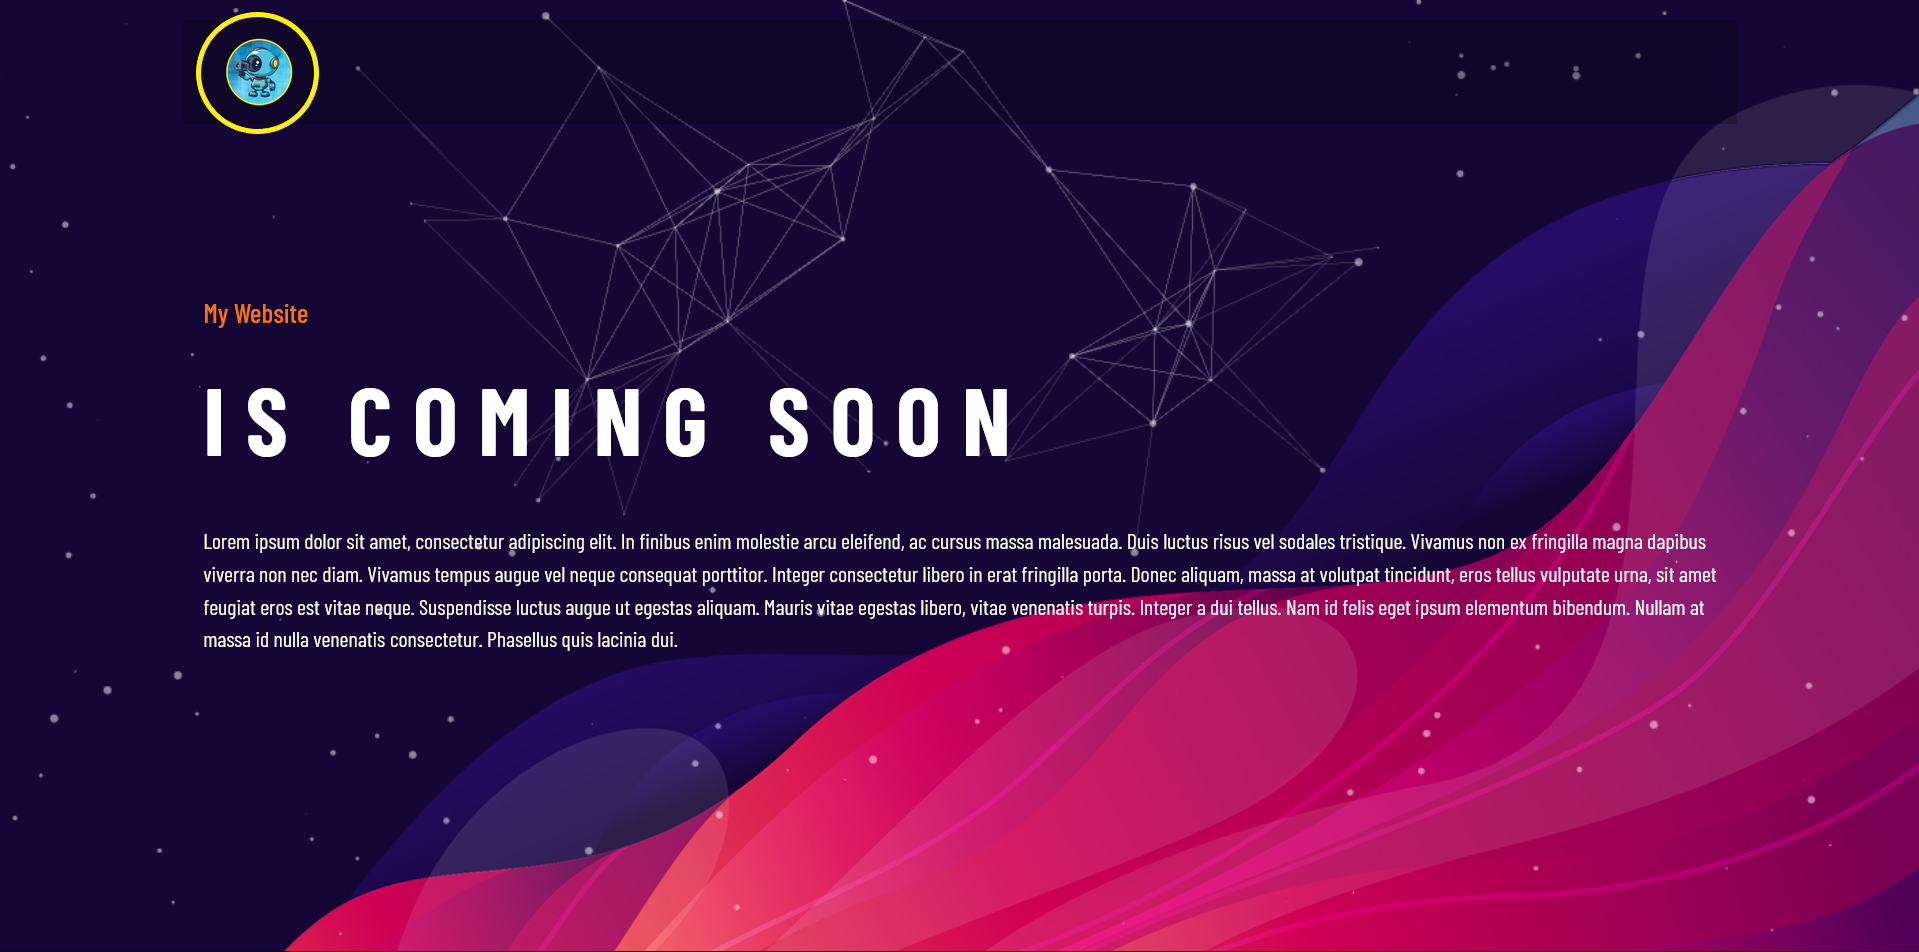 My Website
IS COMING SOON
Lorem ipsum dolor sit amet, consectetur adipiscing elit. In finibus enim molestie arcu eleifend, ac cursus massa malesuada. Duis luctus risus vel sodales tristique. Vivamus non ex fringilla magna dapibus
viverra non nec diam. Vivamus tempus augue vel neque consequat porttitor. Integer consectetur libero in erat fringilla porta. Donec aliquam, massa at volutpat tincidunt, eros tellus vulputate urna, sit amet
feugiat eros est vitae neque. Suspendisse luctus augue ut egestas aliquam. Mauris vitae egestas libero, vitae venenatis turpis. Integer a dui tellus. Nam id felis eget ipsum elementum bibendum. Nullam at
massa id nulla venenatis consectetur. Phasellus quis lacinia dui.